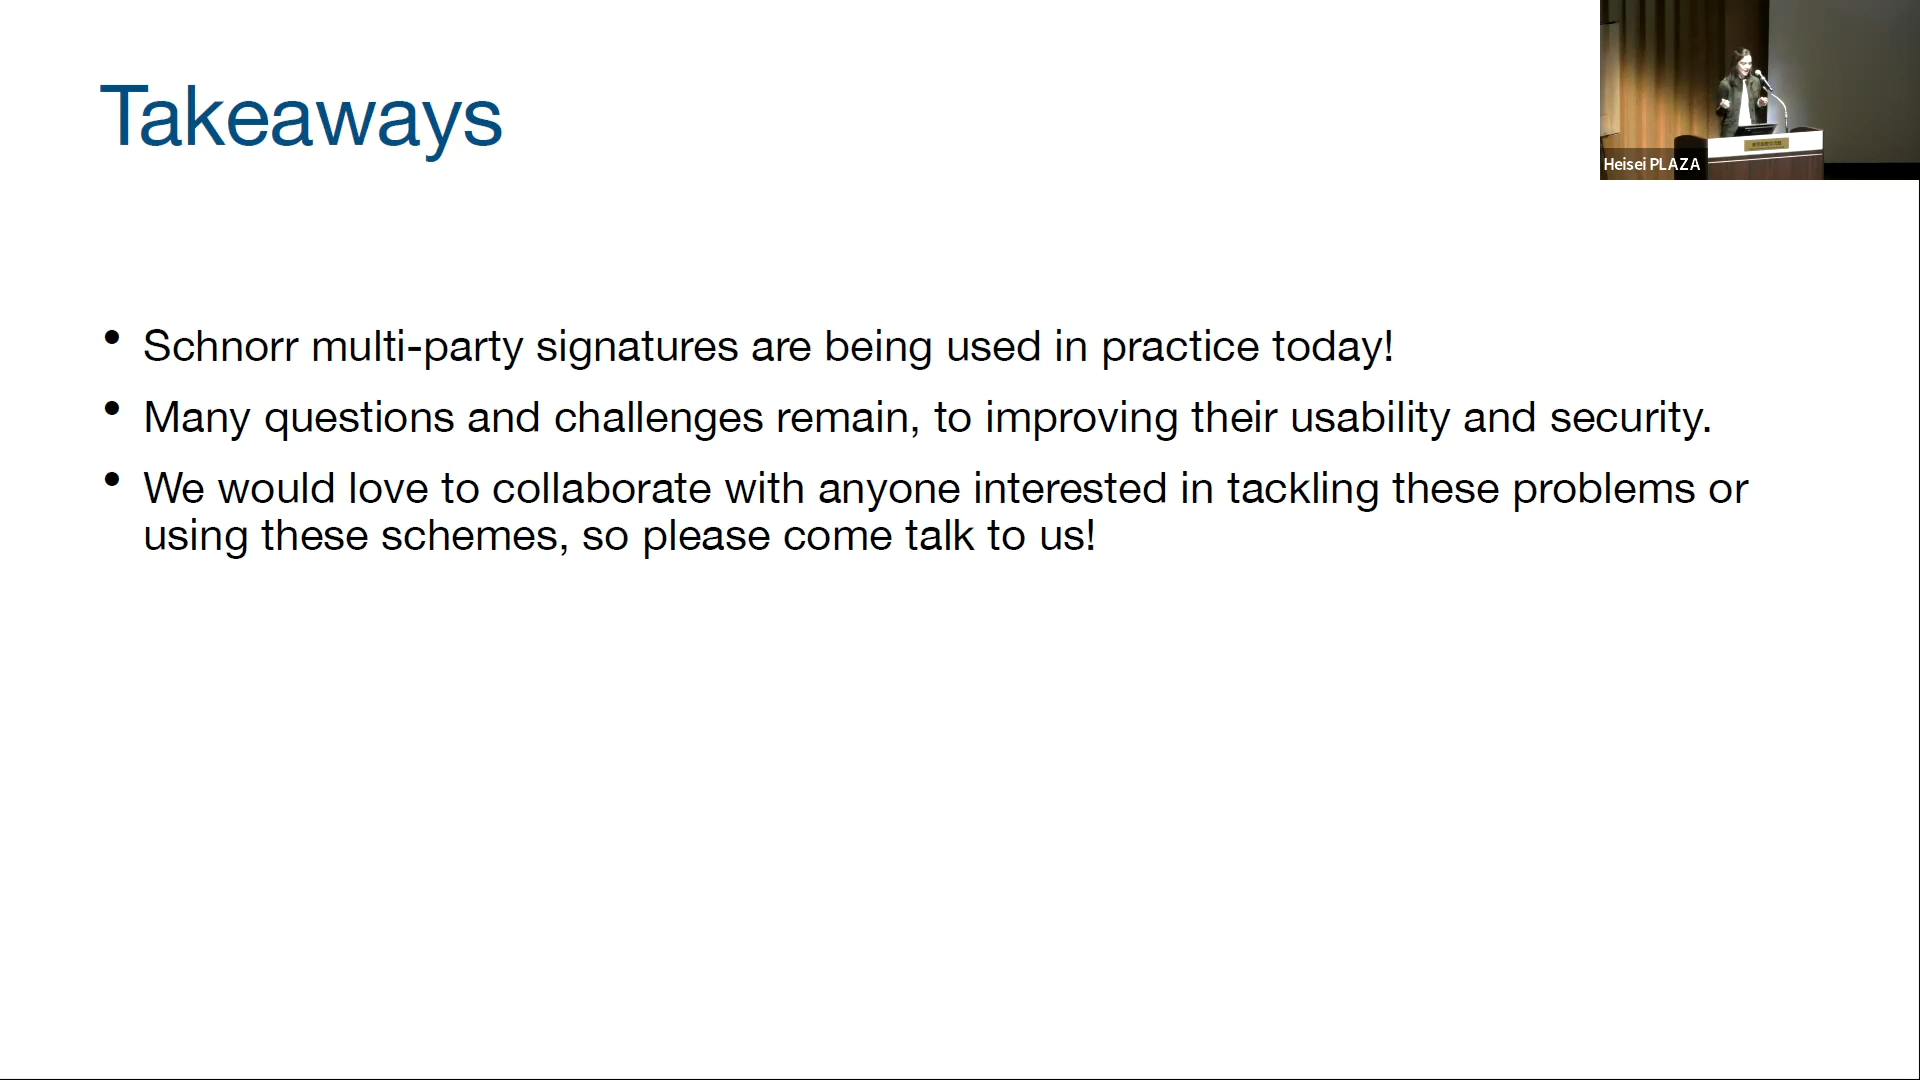 Takeaways
Heisei PLAZA
• Schnorr multi-party signatures are being used in practice today!
• Many questions and challenges remain, to improving their usability and security.
• We would love to collaborate with anyone interested in tackling these problems or
using these schemes, so please come talk to us!